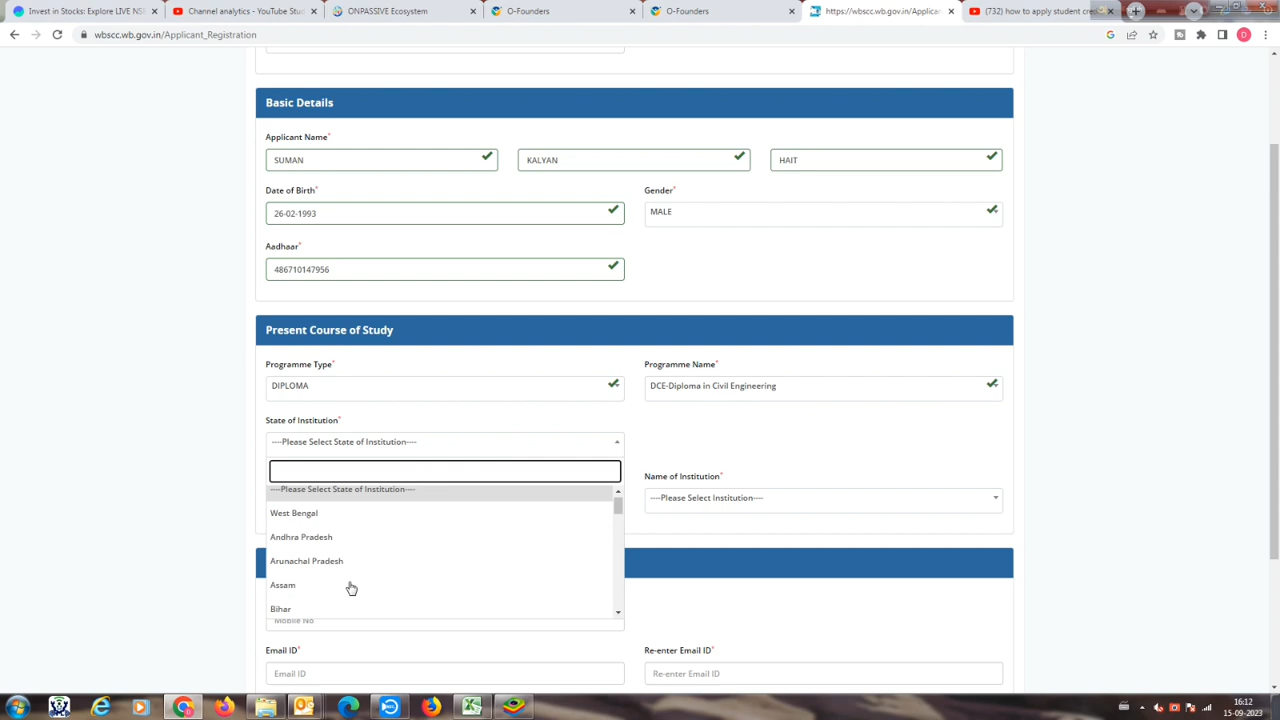 Invest in Stocks: Explore LIVE NSE
Channel analytics - YouTube Stud
ONPASSIVE Ecosystem
O-Founders
O-Founders
https://wbscc.wb.gov.in/Applican
(732) how to apply student cred
wbscc.wb.gov.in/Applicant_Registration
Basic Details
Applicant Name*
SUMAN
KALYAN
HAIT
Date of Birth*
Gender*
26-02-1993
MALE
Aadhaar*
486710147956
Present Course of Study
Programme Type*
Programme Name*
DIPLOMA
DCE-Diploma in Civil Engineering
State of Institution*
----Please Select State of Institution----
Name of Institution*
----Please Select State of Institution----
----Please Select Institution----
West Bengal
Andhra Pradesh
Arunachal Pradesh
Assam
Bihar
Mobile No
Email ID*
Re-enter Email ID*
Email ID
Re-enter Email ID
16:12
15-09-2023